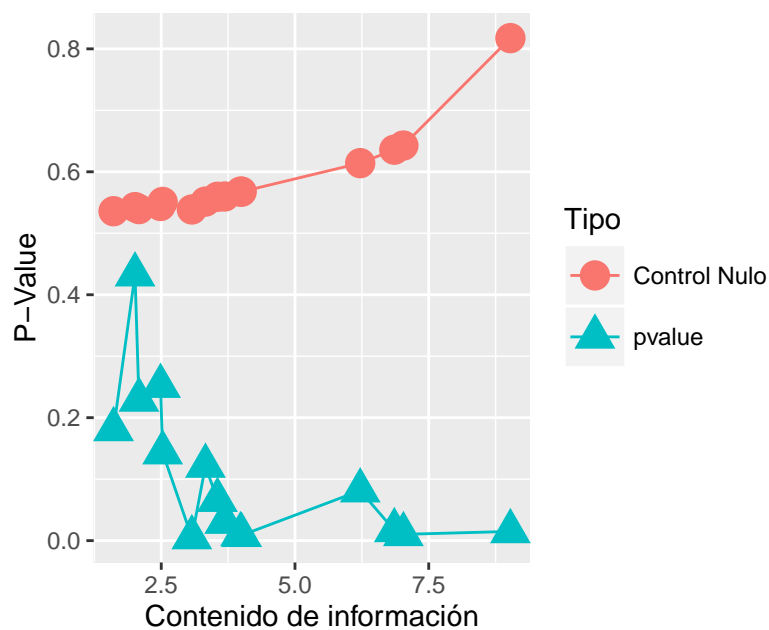 0.8
0.6
0.4
0.2
0.0
P−Value
2.5
5.0
7.5
Contenido de información
Tipo
Control Nulo
pvalue